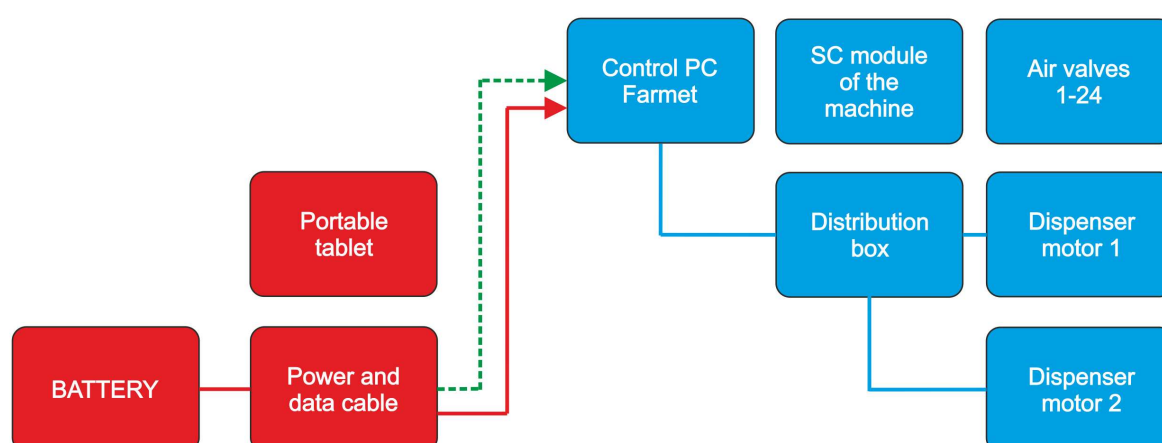 Control PC
Farmet
SC module
of the
machine
Air valves
1-24
Portable
tablet
Distribution
box
Dispenser
motor 1
BATTERY
Power and
data cable
Dispenser
motor 2